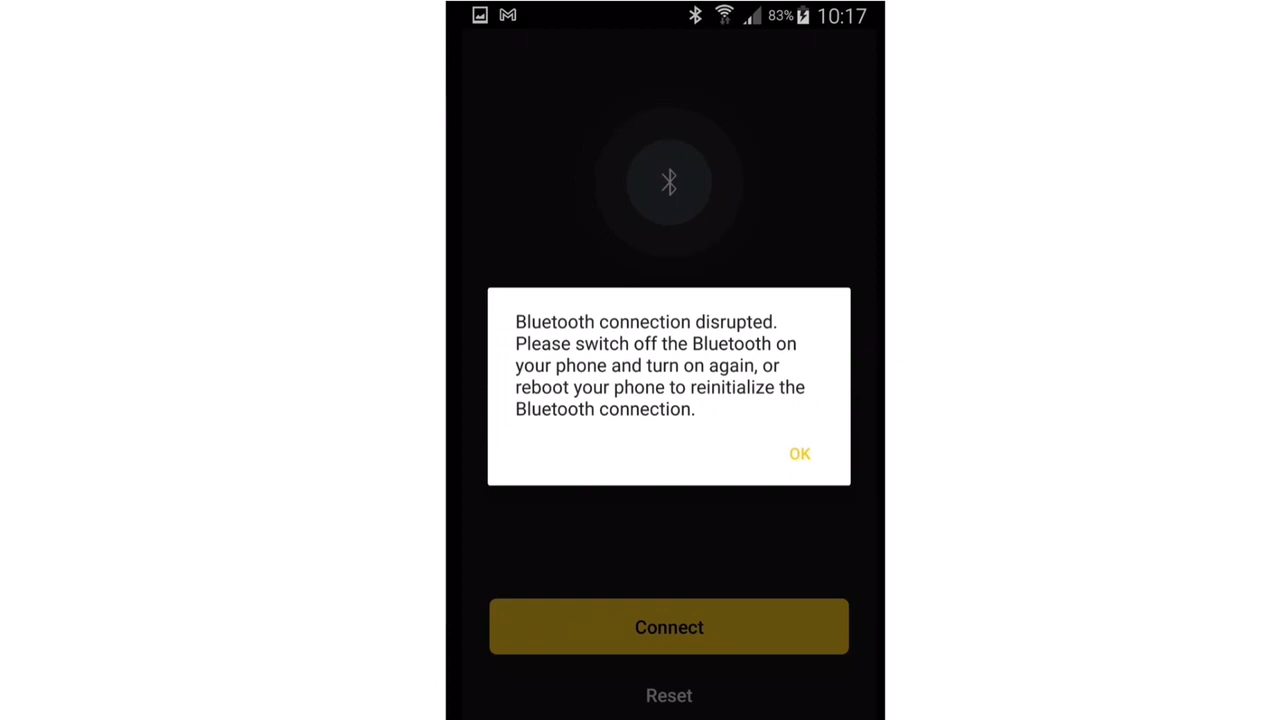 83% 10:17
Bluetooth connection disrupted.
Please switch off the Bluetooth on
your phone and turn on again, or
reboot your phone to reinitialize the
Bluetooth connection.
OK
Connect
Reset